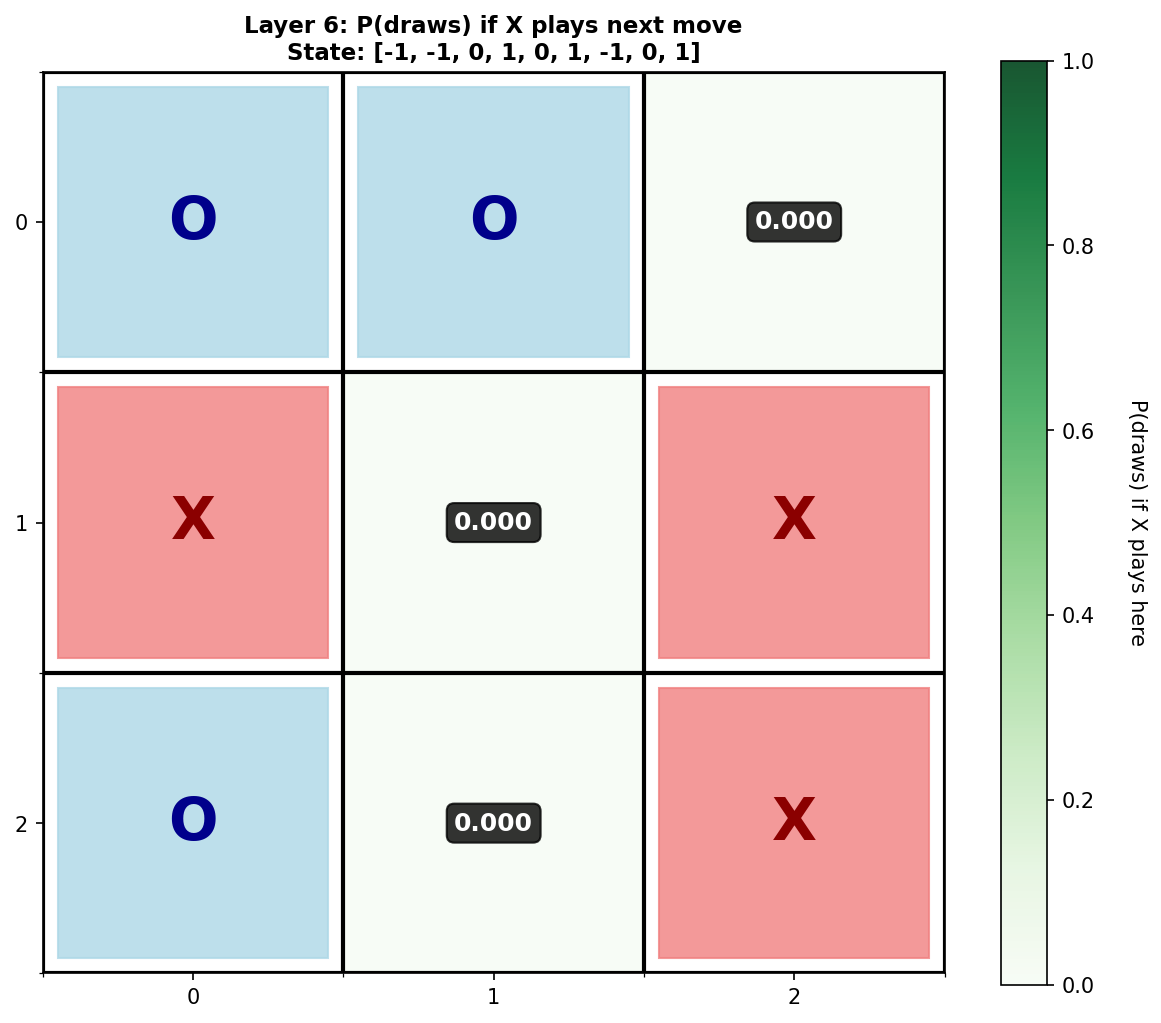 Layer 6: P(draws) if X plays next move
State: [-1, -1, 0, 1, 0, 1, -1, 0, 1]
0
O
O
0.000
1
X
0.000
X
2
O
0.000
X
0
1
2
1.0
0.8
0.6
0.4
0.2
0.0
P(draws) if X plays here